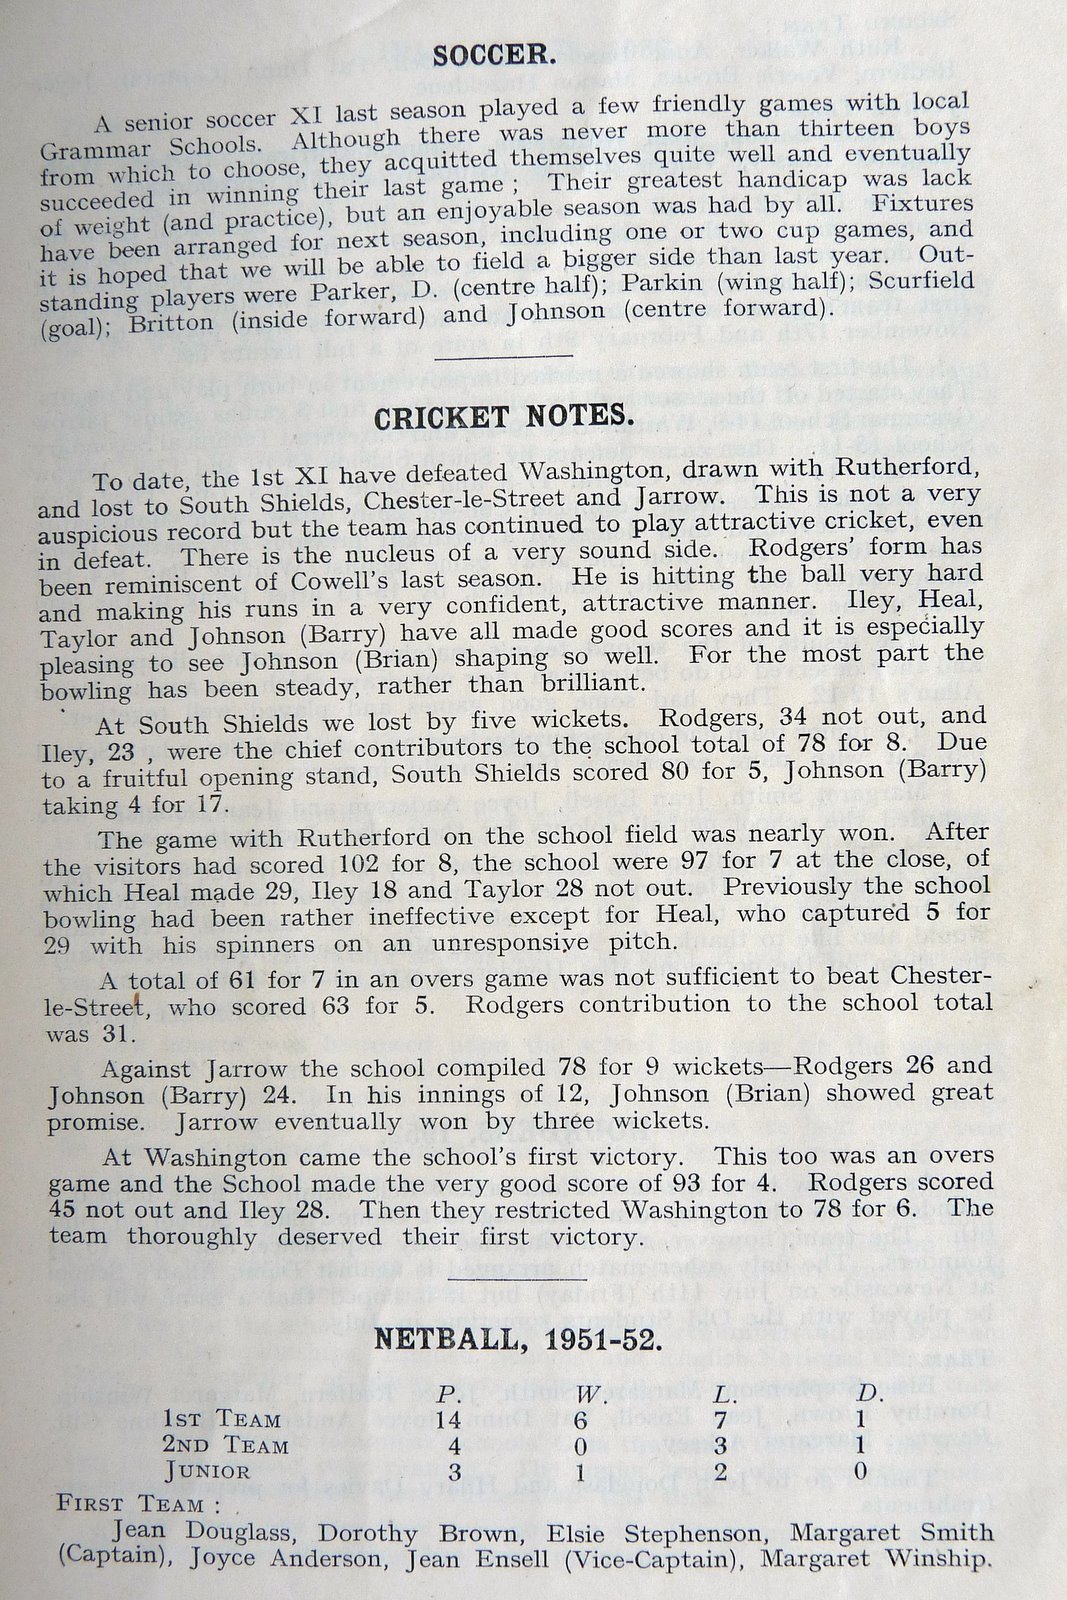 SOCCER.
A senior soccer XI last season played a few friendly games with local
Grammar Schools. Although there was never more than thirteen boys
from which to choose, they acquitted themselves quite well and eventually
succeeded in winning their last game ; Their greatest handicap was lack
of weight (and practice), but an enjoyable season was had by all. Fixtures
have been arranged for next season, including one or two cup games, and
it is hoped that we will be able to field a bigger side than last year. Out-
standing players were Parker, D. (centre half); Parkin (wing half); Scurfield
(goal); Britton (inside forward) and Johnson (centre forward).
CRICKET NOTES.
To date, the 1st XI have defeated Washington, drawn with Rutherford,
and lost to South Shields, Chester-le-Street and Jarrow. This is not a very
auspicious record but the team has continued to play attractive cricket, even
in defeat. There is the nucleus of a very sound side. Rodgers' form has
been reminiscent of Cowell's last season. He is hitting the ball very hard
and making his runs in a very confident, attractive manner. Iley, Heal,
Taylor and Johnson (Barry) have all made good scores and it is especially
pleasing to see Johnson (Brian) shaping so well. For the most part the
bowling has been steady, rather than brilliant.
At South Shields we lost by five wickets. Rodgers, 34 not out, and
Iley, 23 , were the chief contributors to the school total of 78 for 8. Due
to a fruitful opening stand, South Shields scored 80 for 5, Johnson (Barry)
taking 4 for 17.
The game with Rutherford on the school field was nearly won. After
the visitors had scored 102 for 8, the school were 97 for 7 at the close, of
which Heal made 29, Iley 18 and Taylor 28 not out. Previously the school
bowling had been rather ineffective except for Heal, who captured 5 for
29 with his spinners on an unresponsive pitch.
A total of 61 for 7 in an overs game was not sufficient to beat Chester-
le-Street, who scored 63 for 5. Rodgers contribution to the school total
was 31.
Against Jarrow the school compiled 78 for 9 wickets—Rodgers 26 and
Johnson (Barry) 24. In his innings of 12, Johnson (Brian) showed great
promise. Jarrow eventually won by three wickets.
At Washington came the school's first victory. This too was an overs
game and the School made the very good score of 93 for 4. Rodgers scored
45 not out and Iley 28. Then they restricted Washington to 78 for 6. The
team thoroughly deserved their first victory.
NETBALL, 1951-52.
P. W. L. D.
1ST TEAM 14 6 7 1
2ND TEAM 4 0 3 1
JUNIOR 3 1 2 0
FIRST TEAM :
Jean Douglass, Dorothy Brown, Elsie Stephenson, Margaret Smith
(Captain), Joyce Anderson, Jean Ensell (Vice-Captain), Margaret Winship.